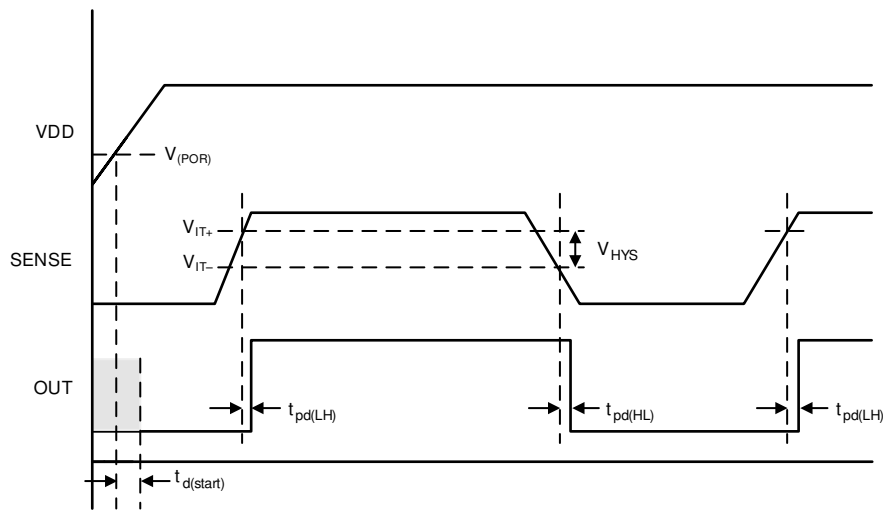 VDD
V(POR)
VIT+
SENSE
VIT–
VHYS
OUT
tpd(LH)
tpd(HL)
tpd(LH)
td(start)